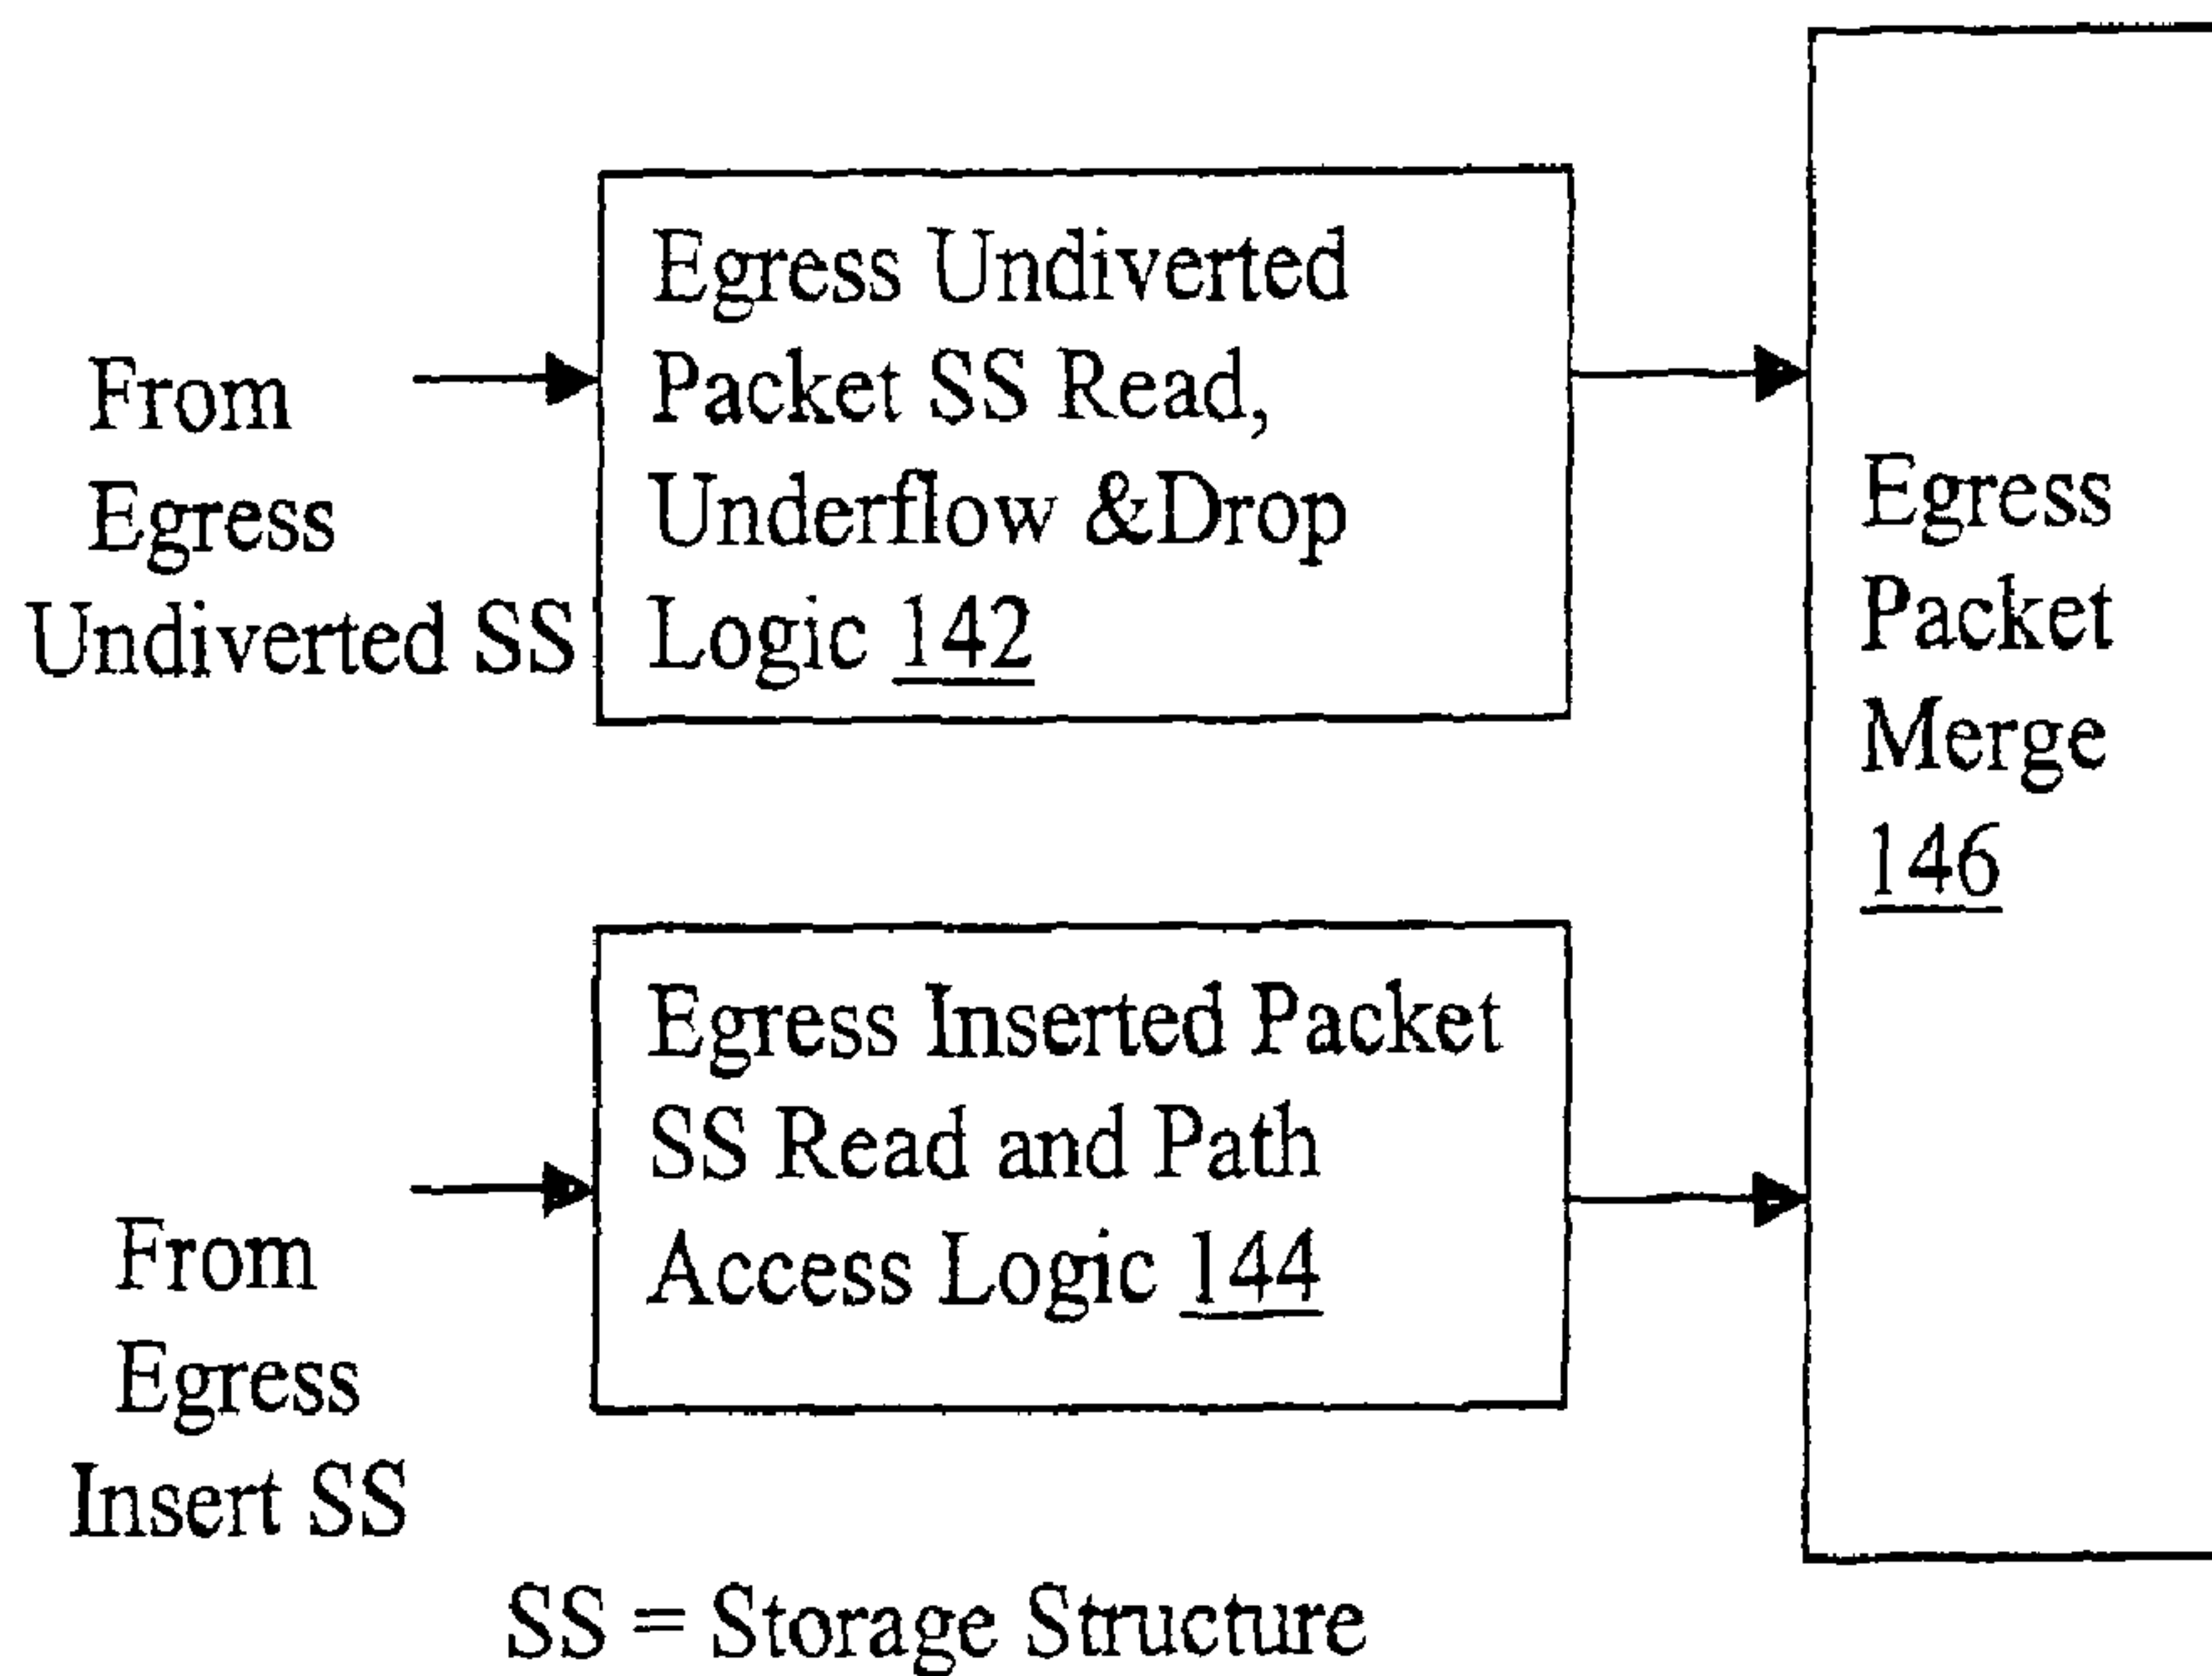 From
Egress
Undiverted SS
Egress Undiverted
Packet SS Read,
Underflow &Drop
Logic 142
From
Egress
Insert SS
Egress Inserted Packet
SS Read and Path
Access Logic 144
Egress
Packet
Merge
146
SS = Storage Structure